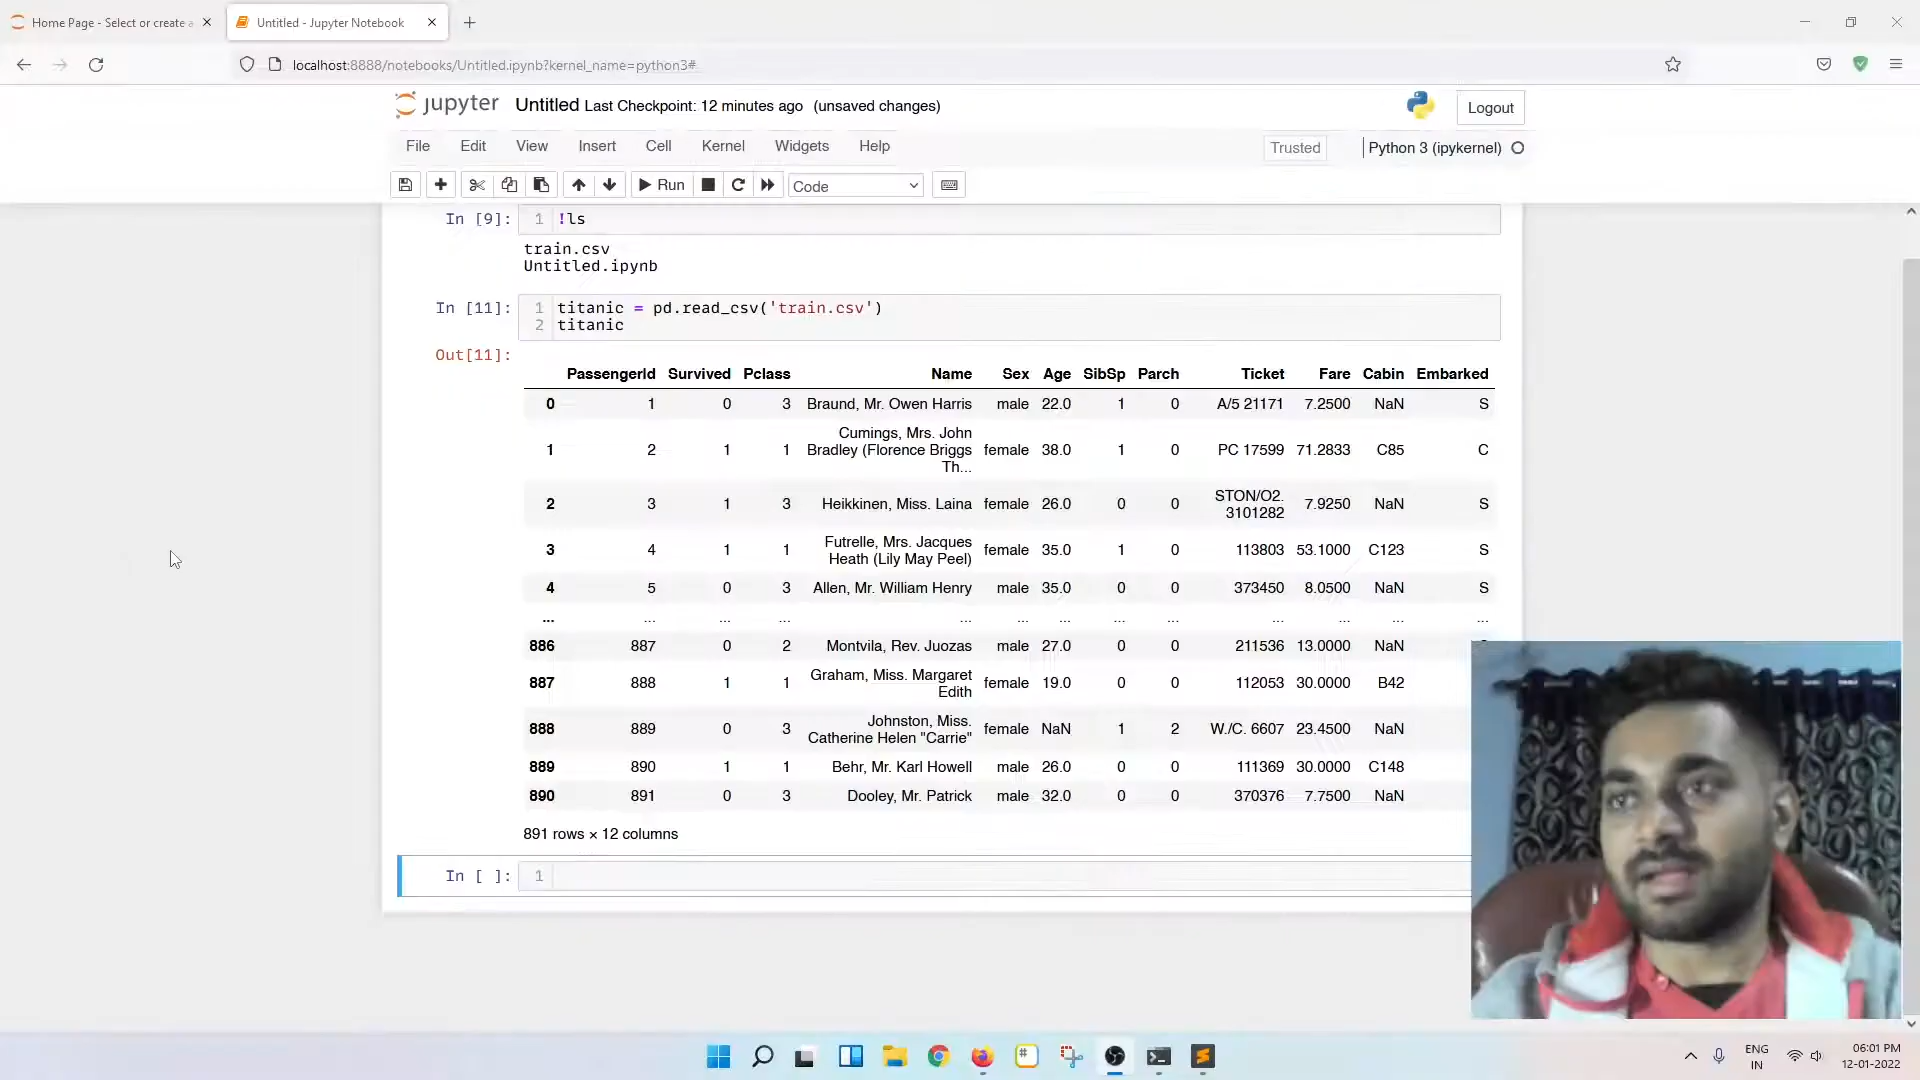 Home Page - Select or create a
Untitled - Jupyter Notebook
localhost:8888/notebooks/Untitled.ipynb?kernel_name=python3#
jupyter Untitled Last Checkpoint: 12 minutes ago (unsaved changes)
Logout
File Edit View Insert Cell Kernel Widgets Help
Trusted
Python 3 (ipykernel)
Run
Code
In [9]: 1 !ls
train.csv
Untitled.ipynb
In [11]: 1 titanic = pd.read_csv('train.csv')
2 titanic
Out[11]:
PassengerId Survived Pclass Name Sex Age SibSp Parch Ticket Fare Cabin Embarked
0 1 0 3 Braund, Mr. Owen Harris male 22.0 1 0 A/5 21171 7.2500 NaN S
Cumings, Mrs. John
1 2 1 1 Bradley (Florence Briggs female 38.0 1 0 PC 17599 71.2833 C85 C
Th...
2 3 1 3 Heikkinen, Miss. Laina female 26.0 0 0 STON/O2. 7.9250 NaN S
3101282
3 4 1 1 Futrelle, Mrs. Jacques female 35.0 1 0 113803 53.1000 C123 S
Heath (Lily May Peel)
4 5 0 3 Allen, Mr. William Henry male 35.0 0 0 373450 8.0500 NaN S
... ... ... ... ... ... ... ... ... ... ... ... ...
886 887 0 2 Montvila, Rev. Juozas male 27.0 0 0 211536 13.0000 NaN
887 888 1 1 Graham, Miss. Margaret female 19.0 0 0 112053 30.0000 B42
Edith
888 889 0 3 Johnston, Miss. female NaN 1 2 W./C. 6607 23.4500 NaN
Catherine Helen "Carrie"
889 890 1 1 Behr, Mr. Karl Howell male 26.0 0 0 111369 30.0000 C148
890 891 0 3 Dooley, Mr. Patrick male 32.0 0 0 370376 7.7500 NaN
891 rows × 12 columns
In [ ]: 1
ENG
IN
06:01 PM
12-01-2022